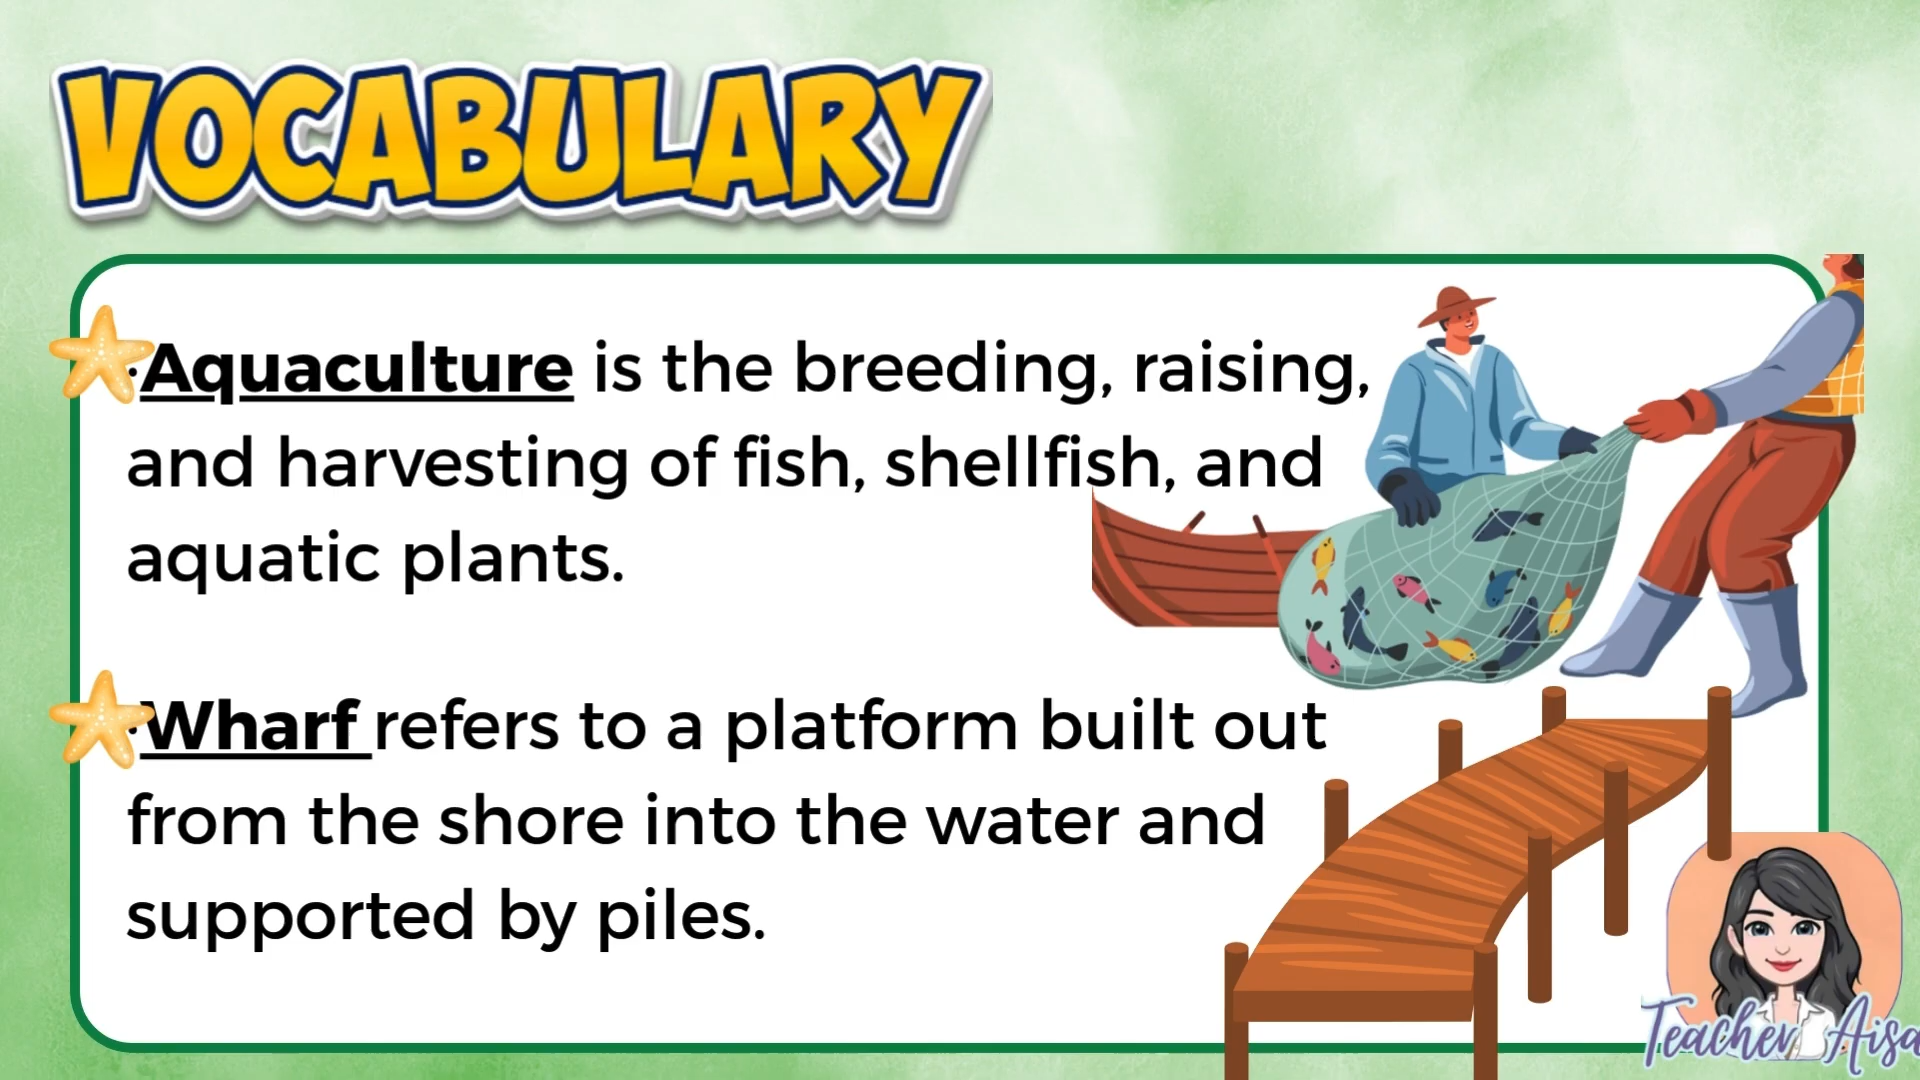 VOCABULARY
·Aquaculture is the breeding, raising,
and harvesting of fish, shellfish, and
aquatic plants.
·Wharf refers to a platform built out
from the shore into the water and
supported by piles.
Teacher Aisa